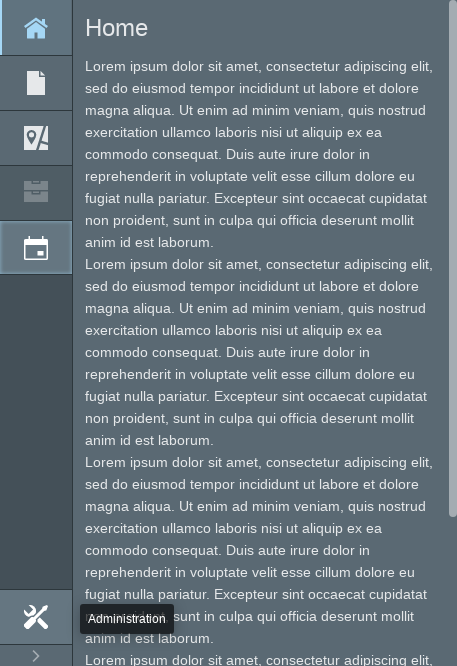 Home
Lorem ipsum dolor sit amet, consectetur adipiscing elit,
sed do eiusmod tempor incididunt ut labore et dolore
magna aliqua. Ut enim ad minim veniam, quis nostrud
exercitation ullamco laboris nisi ut aliquip ex ea
commodo consequat. Duis aute irure dolor in
reprehenderit in voluptate velit esse cillum dolore eu
fugiat nulla pariatur. Excepteur sint occaecat cupidatat
non proident, sunt in culpa qui officia deserunt mollit
anim id est laborum.
Lorem ipsum dolor sit amet, consectetur adipiscing elit,
sed do eiusmod tempor incididunt ut labore et dolore
magna aliqua. Ut enim ad minim veniam, quis nostrud
exercitation ullamco laboris nisi ut aliquip ex ea
commodo consequat. Duis aute irure dolor in
reprehenderit in voluptate velit esse cillum dolore eu
fugiat nulla pariatur. Excepteur sint occaecat cupidatat
non proident, sunt in culpa qui officia deserunt mollit
anim id est laborum.
Lorem ipsum dolor sit amet, consectetur adipiscing elit,
sed do eiusmod tempor incididunt ut labore et dolore
magna aliqua. Ut enim ad minim veniam, quis nostrud
exercitation ullamco laboris nisi ut aliquip ex ea
commodo consequat. Duis aute irure dolor in
reprehenderit in voluptate velit esse cillum dolore eu
fugiat nulla pariatur. Excepteur sint occaecat cupidatat
Administration
sunt in culpa qui officia deserunt mollit
anim id est laborum.
Lorem ipsum dolor sit amet, consectetur adipiscing elit,